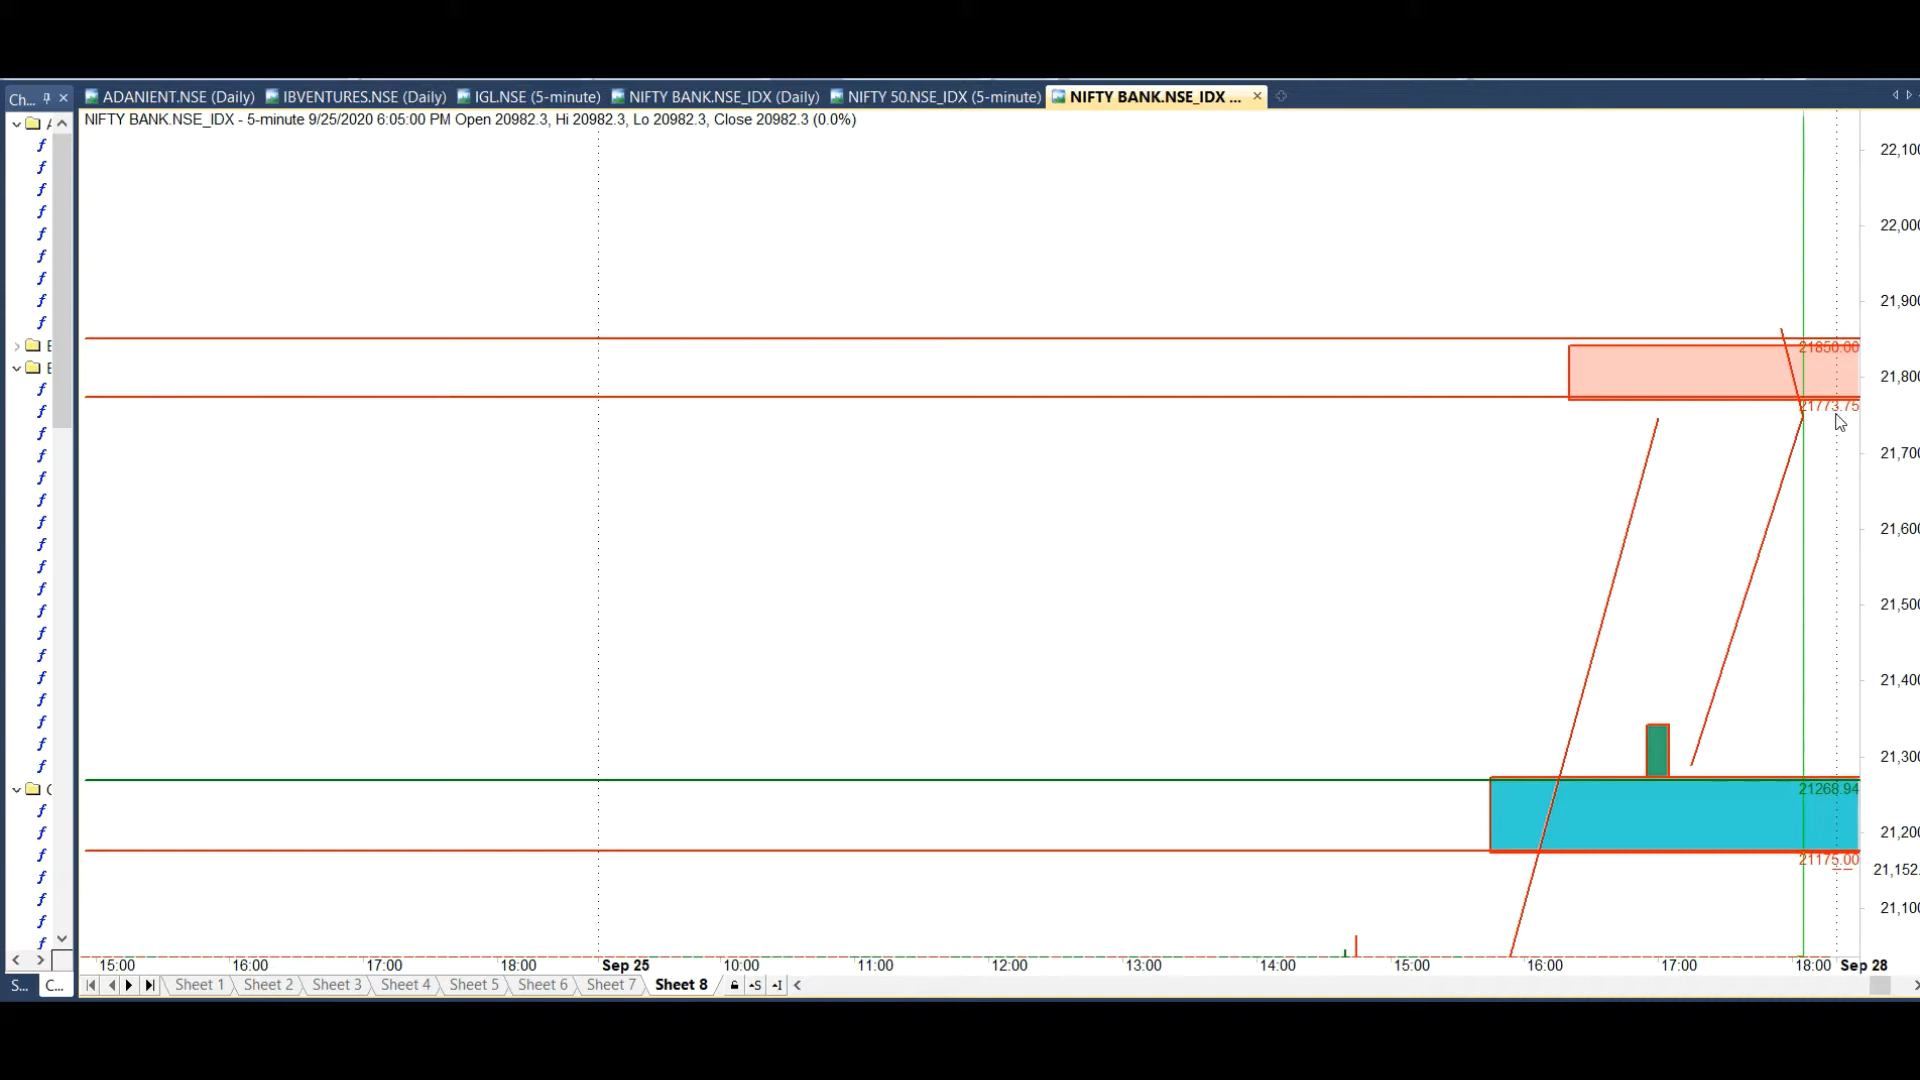 Ch...
ADANIENT.NSE (Daily)
IBVENTURES.NSE (Daily)
IGL.NSE (5-minute)
NIFTY BANK.NSE_IDX (Daily)
NIFTY 50.NSE_IDX (5-minute)
NIFTY BANK.NSE_IDX ...
NIFTY BANK.NSE_IDX - 5-minute 9/25/2020 6:05:00 PM Open 20982.3, Hi 20982.3, Lo 20982.3, Close 20982.3 (0.0%)
22,100
22,000
21,900
21850.00
21,800
21773.75
21,700
21,600
21,500
21,400
21,300
21268.94
21,200
21175.00
21,152.
21,100
15:00 16:00 17:00 18:00 Sep 25 10:00 11:00 12:00 13:00 14:00 15:00 16:00 17:00 18:00 Sep 28
S... C...
Sheet 1 Sheet 2 Sheet 3 Sheet 4 Sheet 5 Sheet 6 Sheet 7 Sheet 8